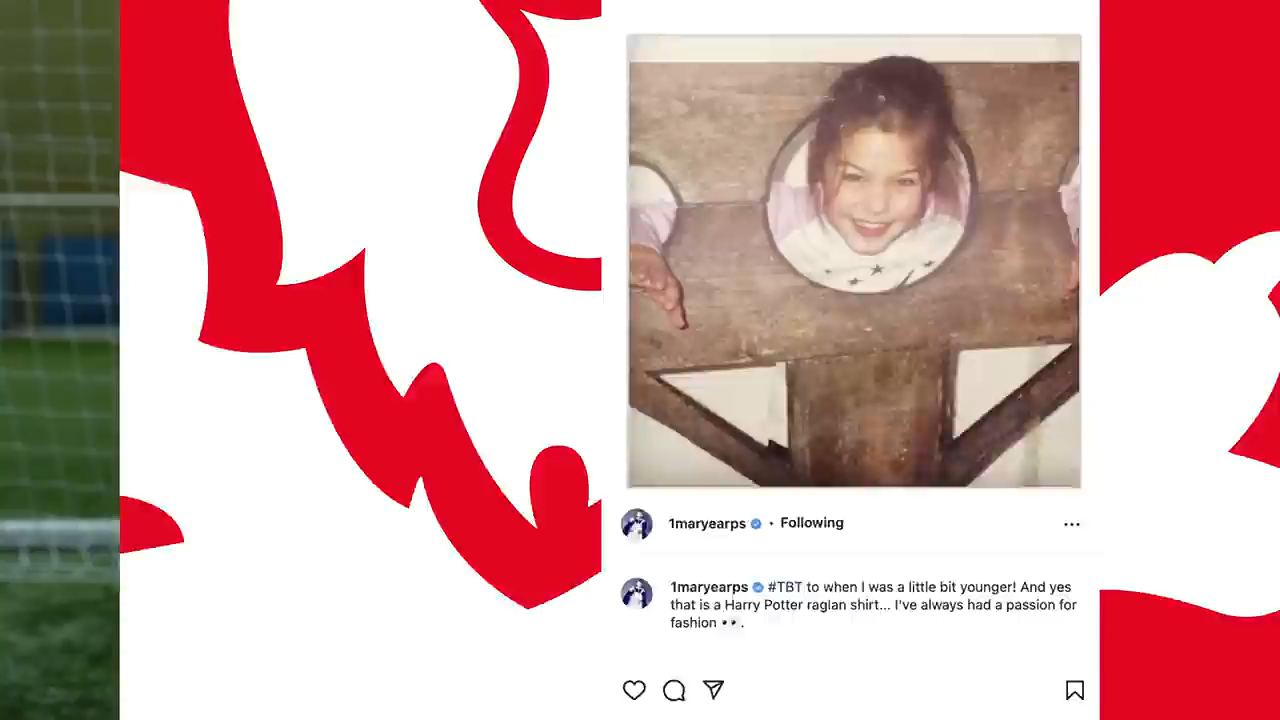 1maryearps • Following
1maryearps #TBT to when I was a little bit younger! And yes
that is a Harry Potter raglan shirt... I've always had a passion for
fashion 👀.